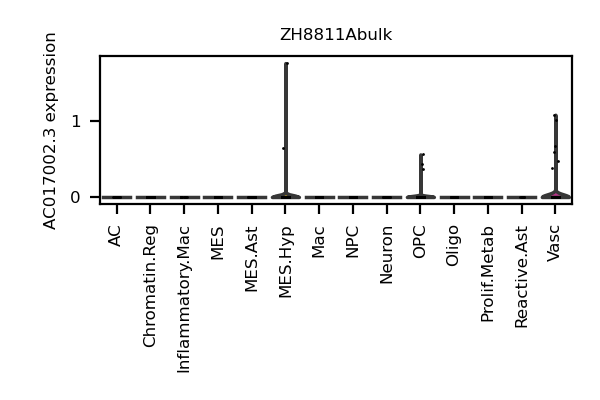 ZH8811Abulk
AC017002.3 expression
1
0
AC
Chromatin.Reg
Inflammatory.Mac
MES
MES.Ast
MES.Hyp
Mac
NPC
Neuron
OPC
Oligo
Prolif.Metab
Reactive.Ast
Vasc